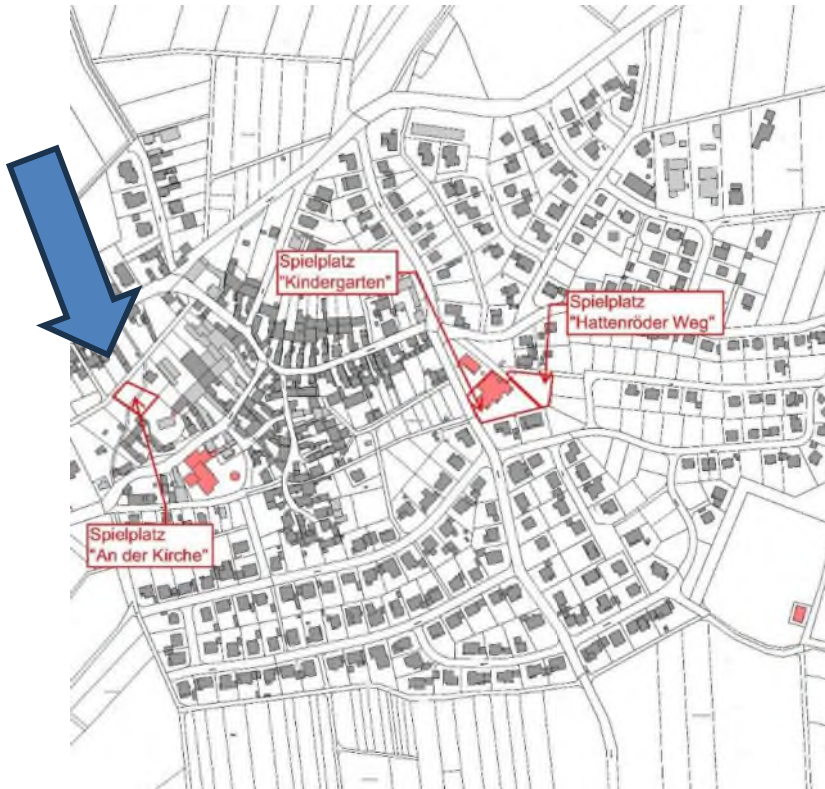 Spielplatz
"Kindergarten"
Spielplatz
"Hattenröder Weg"
Spielplatz
"An der Kirche"